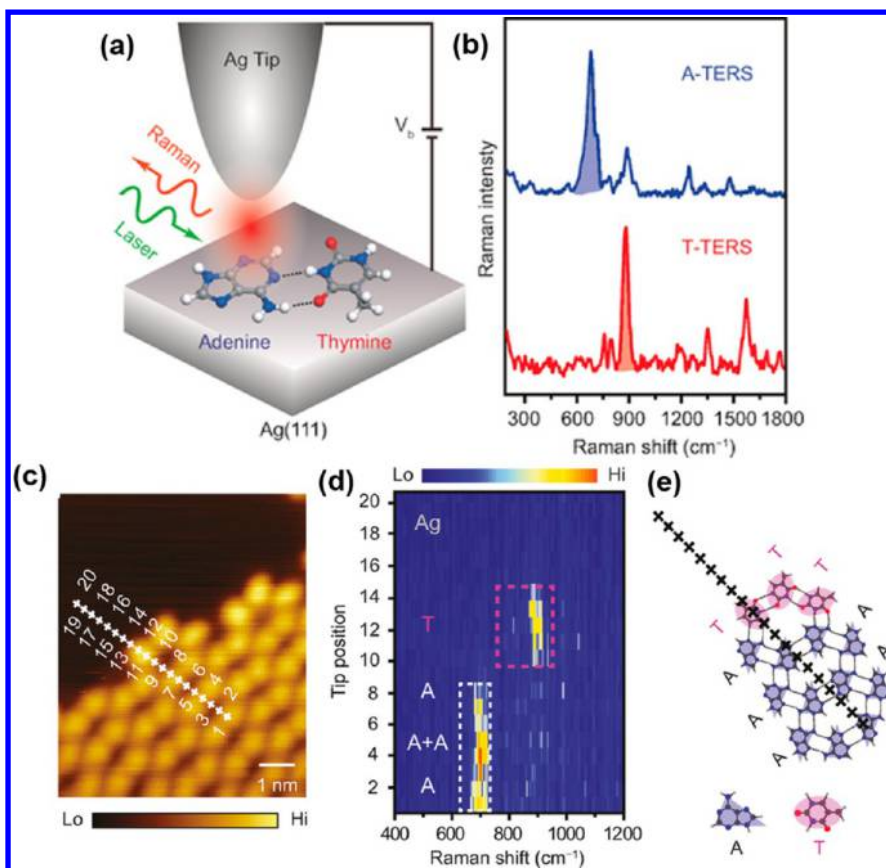 (a)
Ag Tip
V_b
Raman
Laser
Adenine
Thymine
Ag(111)
(b)
A-TERS
T-TERS
Raman intensty
300 600 900 1200 1500 1800
Raman shift (cm⁻¹)
(c)
20 18 16 14 12 10 8 6 4 2
19 17 15 13 11 9 7 5 3 1
1 nm
Lo Hi
(d)
Lo Hi
Tip position
20
18
16
14
12
10
8
6
4
2
Ag
T
A
A+A
A
400 600 800 1000 1200
Raman shift (cm⁻¹)
(e)
T
T
T
A
A
A
A
A
A
T